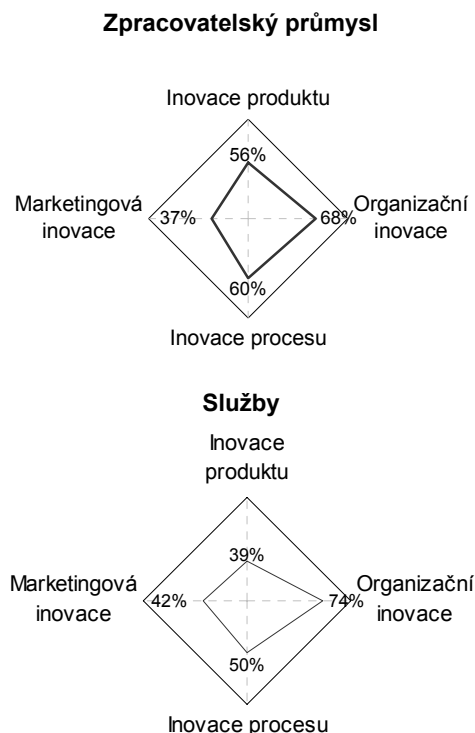 Zpracovatelský průmysl
Inovace produktu
56%
Marketingová
inovace
37%
68%
Organizační
inovace
60%
Inovace procesu
Služby
Inovace
produktu
39%
Marketingová
inovace
42%
74%
Organizační
inovace
50%
Inovace procesu